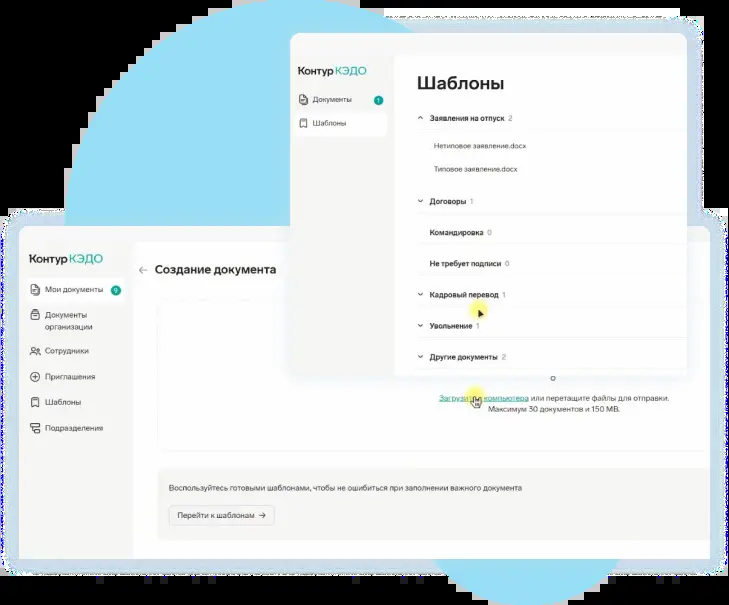 Контур КЭДО
Документы 1
Шаблоны
Шаблоны
Заявления на отпуск 2
Нетиповое заявление.docx
Типовое заявление.docx
Договоры 1
Командировка 0
Не требует подписи 0
Кадровый перевод 1
Увольнение 1
Другие документы 2
Контур КЭДО
Мои документы 9
Документы
организации
Сотрудники
Приглашения
Шаблоны
Подразделения
Создание документа
компьютера или перетащите файлы для отправки.
Максимум 30 документов и 150 MB.
Воспользуйтесь готовыми шаблонами, чтобы не ошибиться при заполнении важного документа
Перейти к шаблонам →